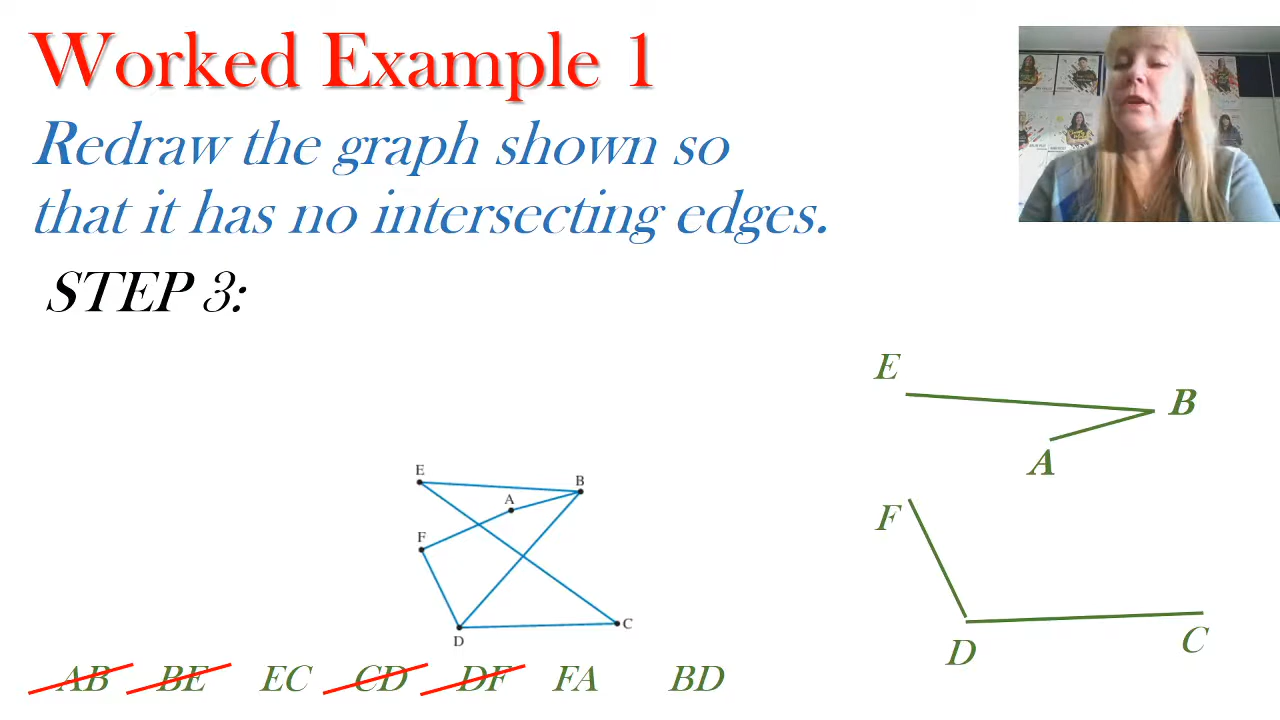 Worked Example 1
Redraw the graph shown so
that it has no intersecting edges.
STEP 3:
E
B
A
F
D
C
E
B
A
F
D
C
AB BE EC CD DF FA BD